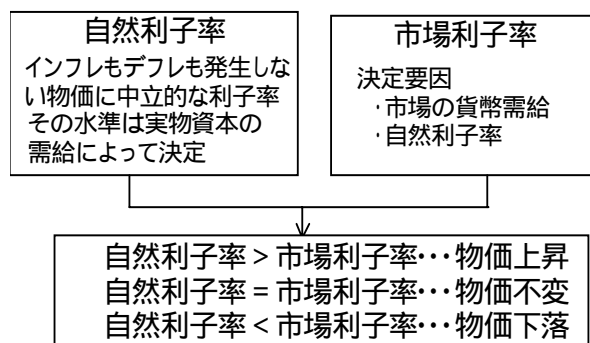 自然利子率
インフレもデフレも発生しな
い物価に中立的な利子率
その水準は実物資本の
需給によって決定
市場利子率
決定要因
・市場の貨幣需給
・自然利子率
自然利子率 > 市場利子率・・・物価上昇
自然利子率 = 市場利子率・・・物価不変
自然利子率 < 市場利子率・・・物価下落